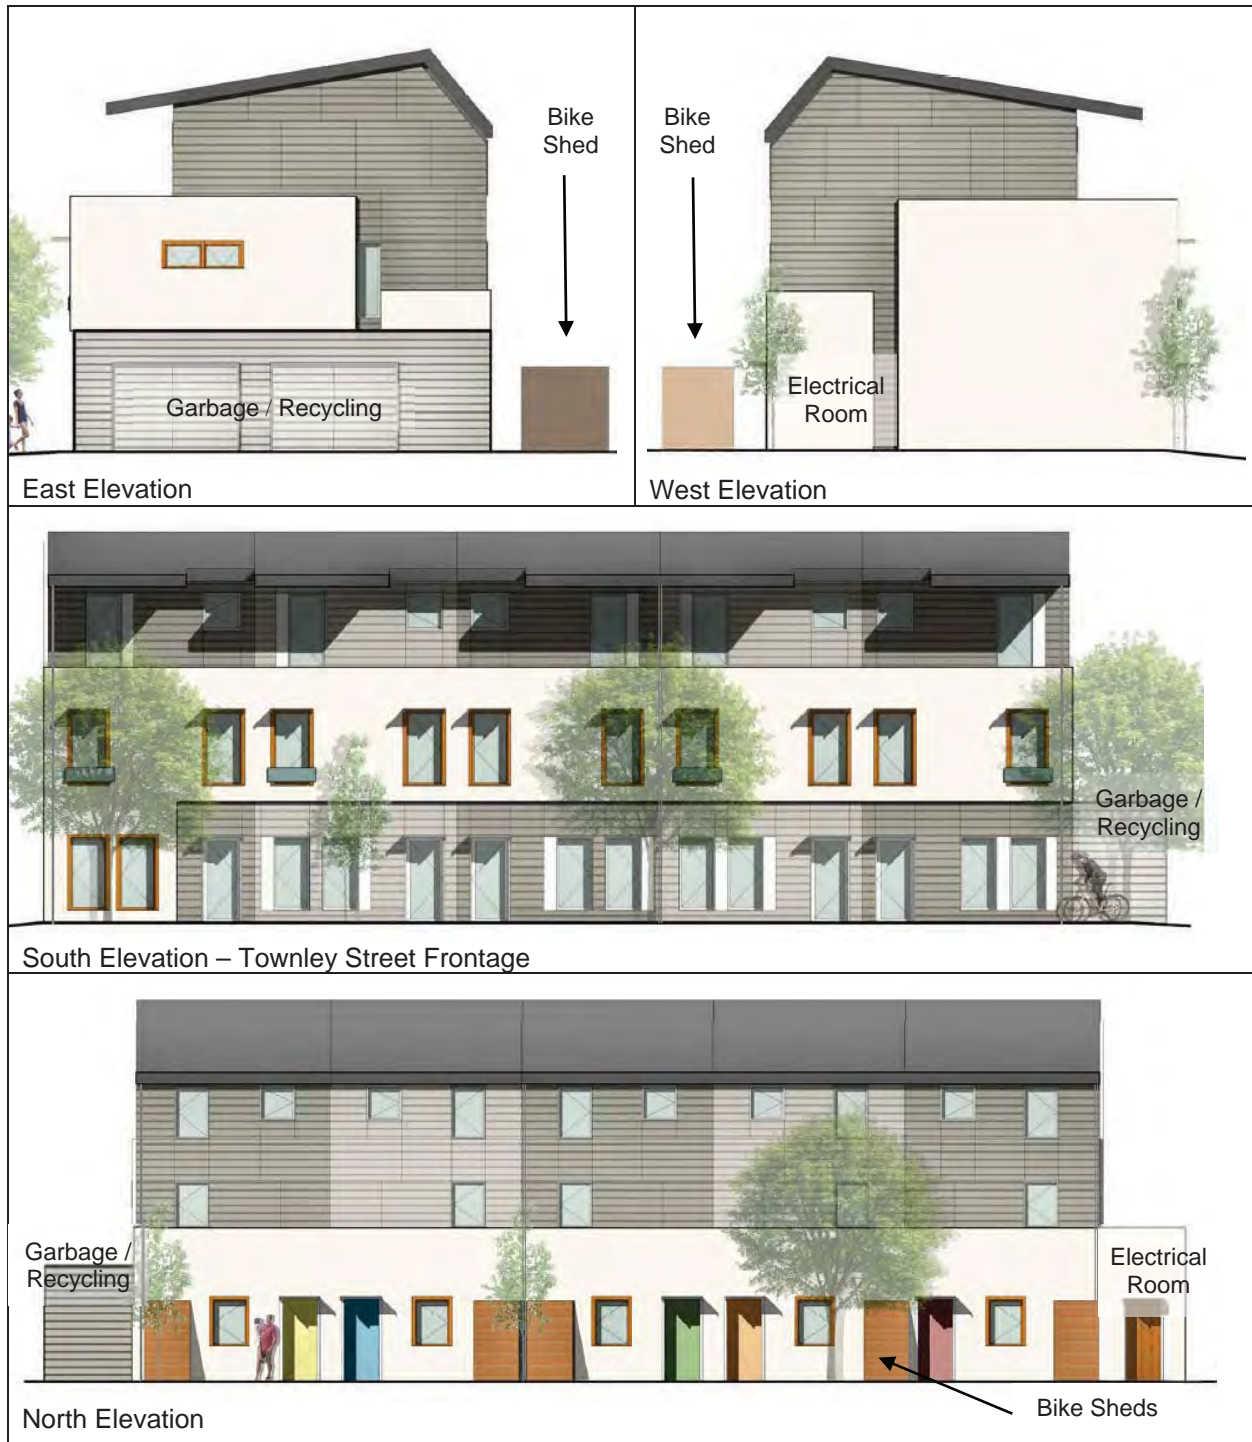 Bike
Shed
Garbage / Recycling
East Elevation
Bike
Shed
Electrical
Room
West Elevation
Garbage /
Recycling
South Elevation – Townley Street Frontage
Garbage /
Recycling
Electrical
Room
Bike Sheds
North Elevation